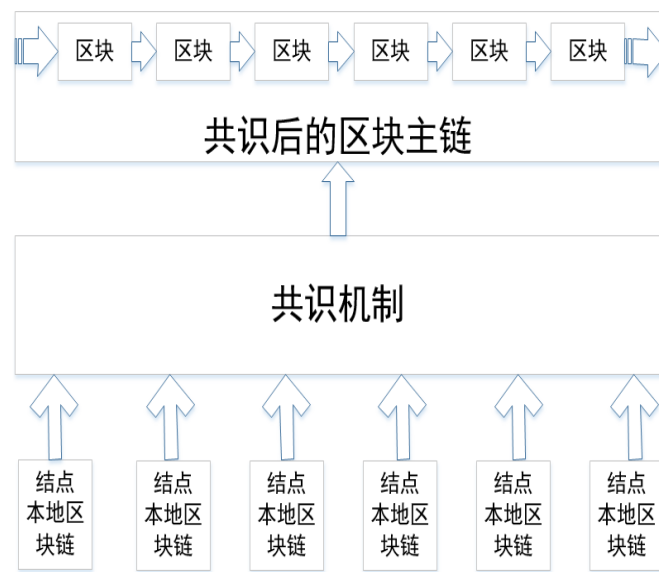 区块 区块 区块 区块 区块 区块
共识后的区块主链
共识机制
结点 结点 结点 结点 结点 结点
本地区 本地区 本地区 本地区 本地区 本地区
块链 块链 块链 块链 块链 块链